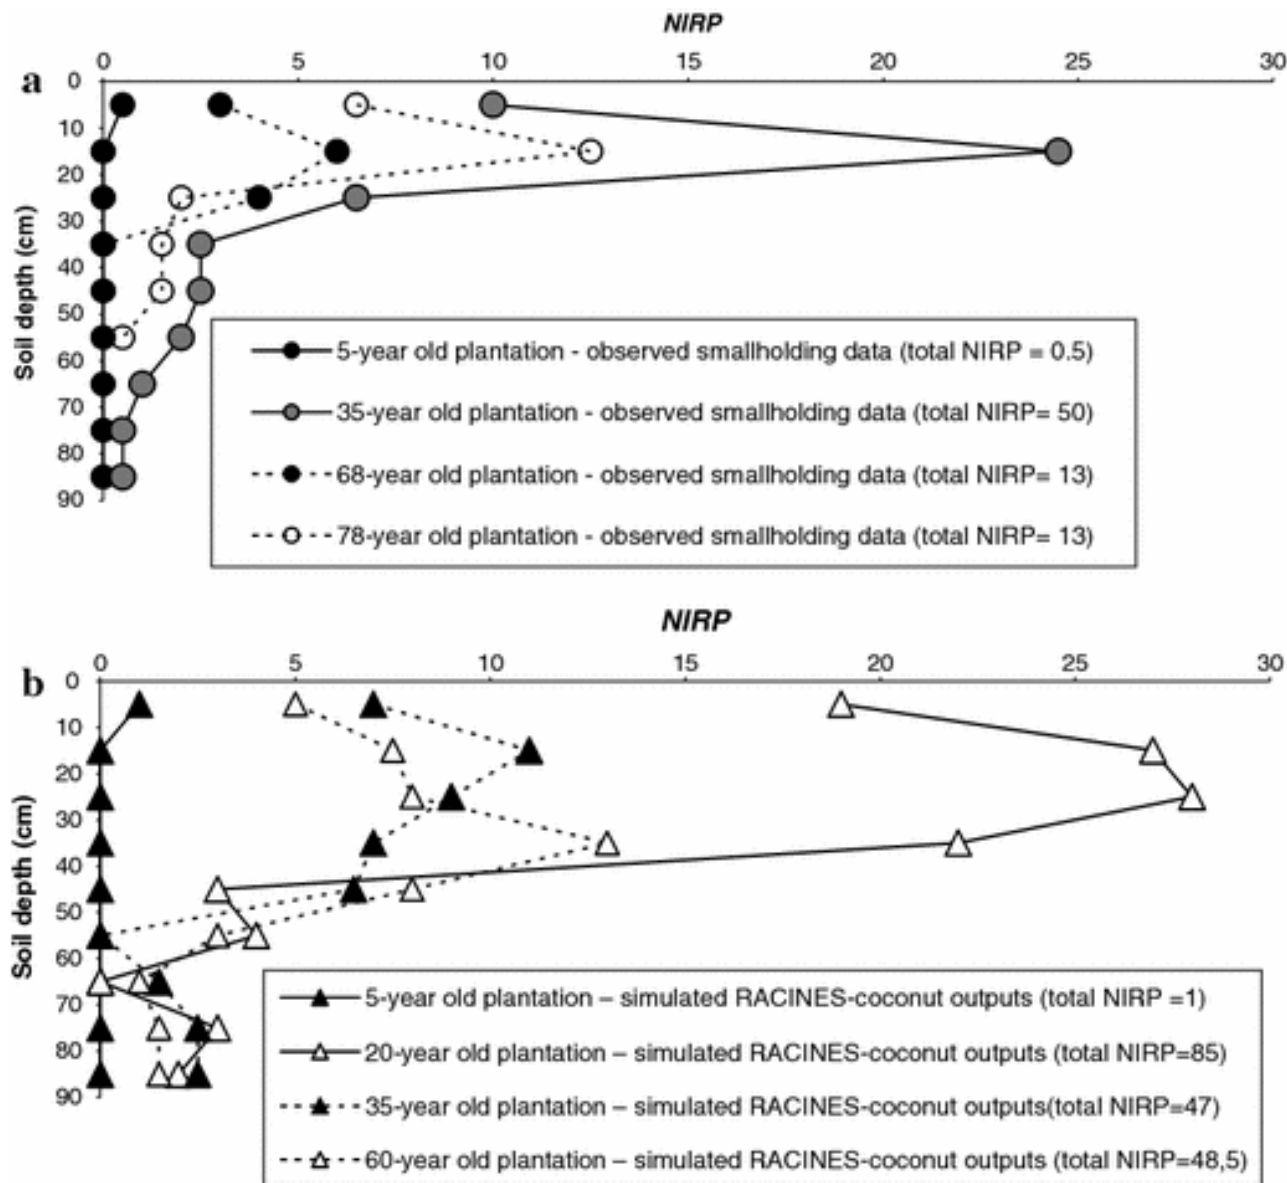 NIRP
0 5 10 15 20 25 30
a
0
10
20
30
40
50
60
70
80
90
Soil depth (cm)
5-year old plantation - observed smallholding data (total NIRP = 0.5)
35-year old plantation - observed smallholding data (total NIRP= 50)
68-year old plantation - observed smallholding data (total NIRP= 13)
78-year old plantation - observed smallholding data (total NIRP= 13)
NIRP
0 5 10 15 20 25 30
b
0
10
20
30
40
50
60
70
80
90
Soil depth (cm)
5-year old plantation – simulated RACINES-coconut outputs (total NIRP =1)
20-year old plantation – simulated RACINES-coconut outputs (total NIRP=85)
35-year old plantation – simulated RACINES-coconut outputs(total NIRP=47)
60-year old plantation – simulated RACINES-coconut outputs (total NIRP=48,5)